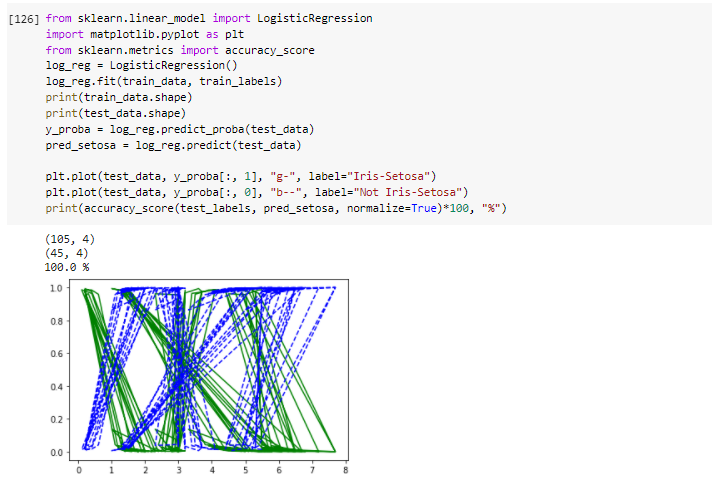 [126] from sklearn.linear_model import LogisticRegression
import matplotlib.pyplot as plt
from sklearn.metrics import accuracy_score
log_reg = LogisticRegression()
log_reg.fit(train_data, train_labels)
print(train_data.shape)
print(test_data.shape)
y_proba = log_reg.predict_proba(test_data)
pred_setosa = log_reg.predict(test_data)
plt.plot(test_data, y_proba[:, 1], "g-", label="Iris-Setosa")
plt.plot(test_data, y_proba[:, 0], "b--", label="Not Iris-Setosa")
print(accuracy_score(test_labels, pred_setosa, normalize=True)*100, "%")
(105, 4)
(45, 4)
100.0 %
1.0
0.8
0.6
0.4
0.2
0.0
0 1 2 3 4 5 6 7 8